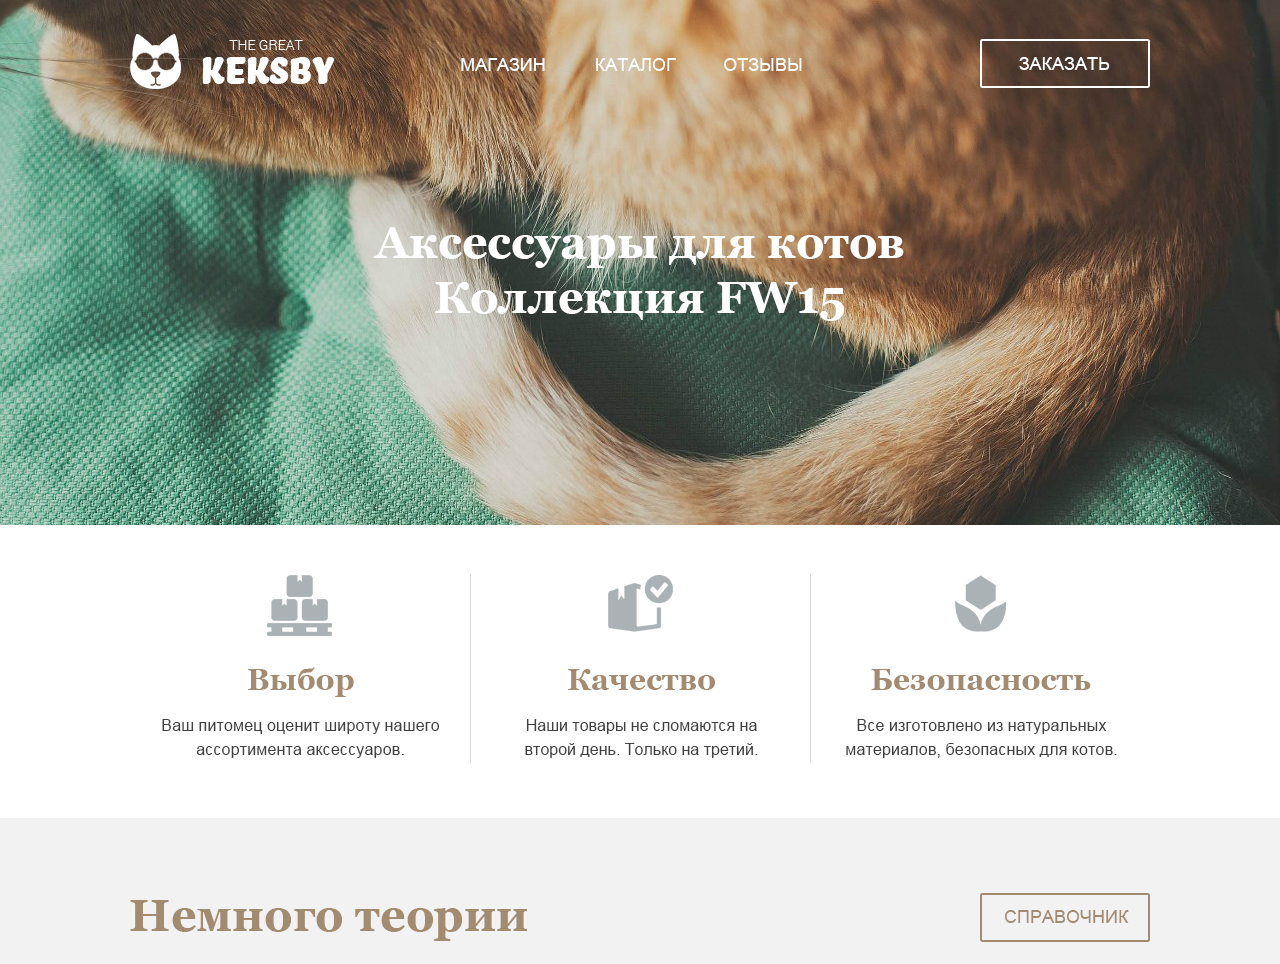 THE GREAT
KEKSBY
МАГАЗИН
КАТАЛОГ
ОТЗЫВЫ
ЗАКАЗАТЬ
Аксессуары для котов
Коллекция FW15
Выбор
Ваш питомец оценит широту нашего
ассортимента аксессуаров.
Качество
Наши товары не сломаются на
второй день. Только на третий.
Безопасность
Все изготовлено из натуральных
материалов, безопасных для котов.
Немного теории
СПРАВОЧНИК